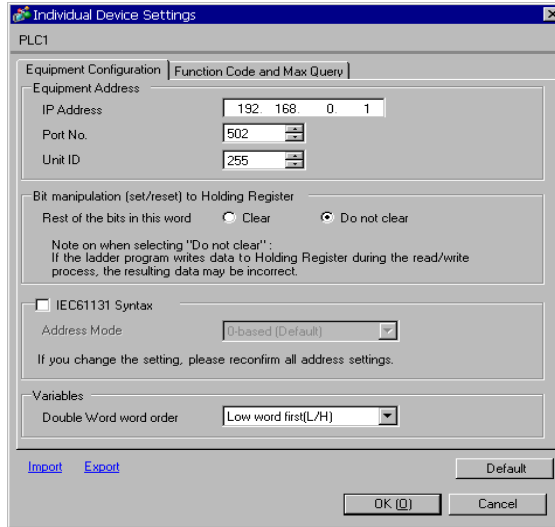 Individual Device Settings
PLC1
Equipment Configuration
Function Code and Max Query
Equipment Address
IP Address 192. 168. 0. 1
Port No. 502
Unit ID 255
Bit manipulation (set/reset) to Holding Register
Rest of the bits in this word Clear Do not clear
Note on when selecting "Do not clear" :
If the ladder program writes data to Holding Register during the read/write
process, the resulting data may be incorrect.
IEC61131 Syntax
Address Mode 0-based (Default)
If you change the setting, please reconfirm all address settings.
Variables
Double Word word order Low word first(L/H)
Import Export Default
OK (O) Cancel